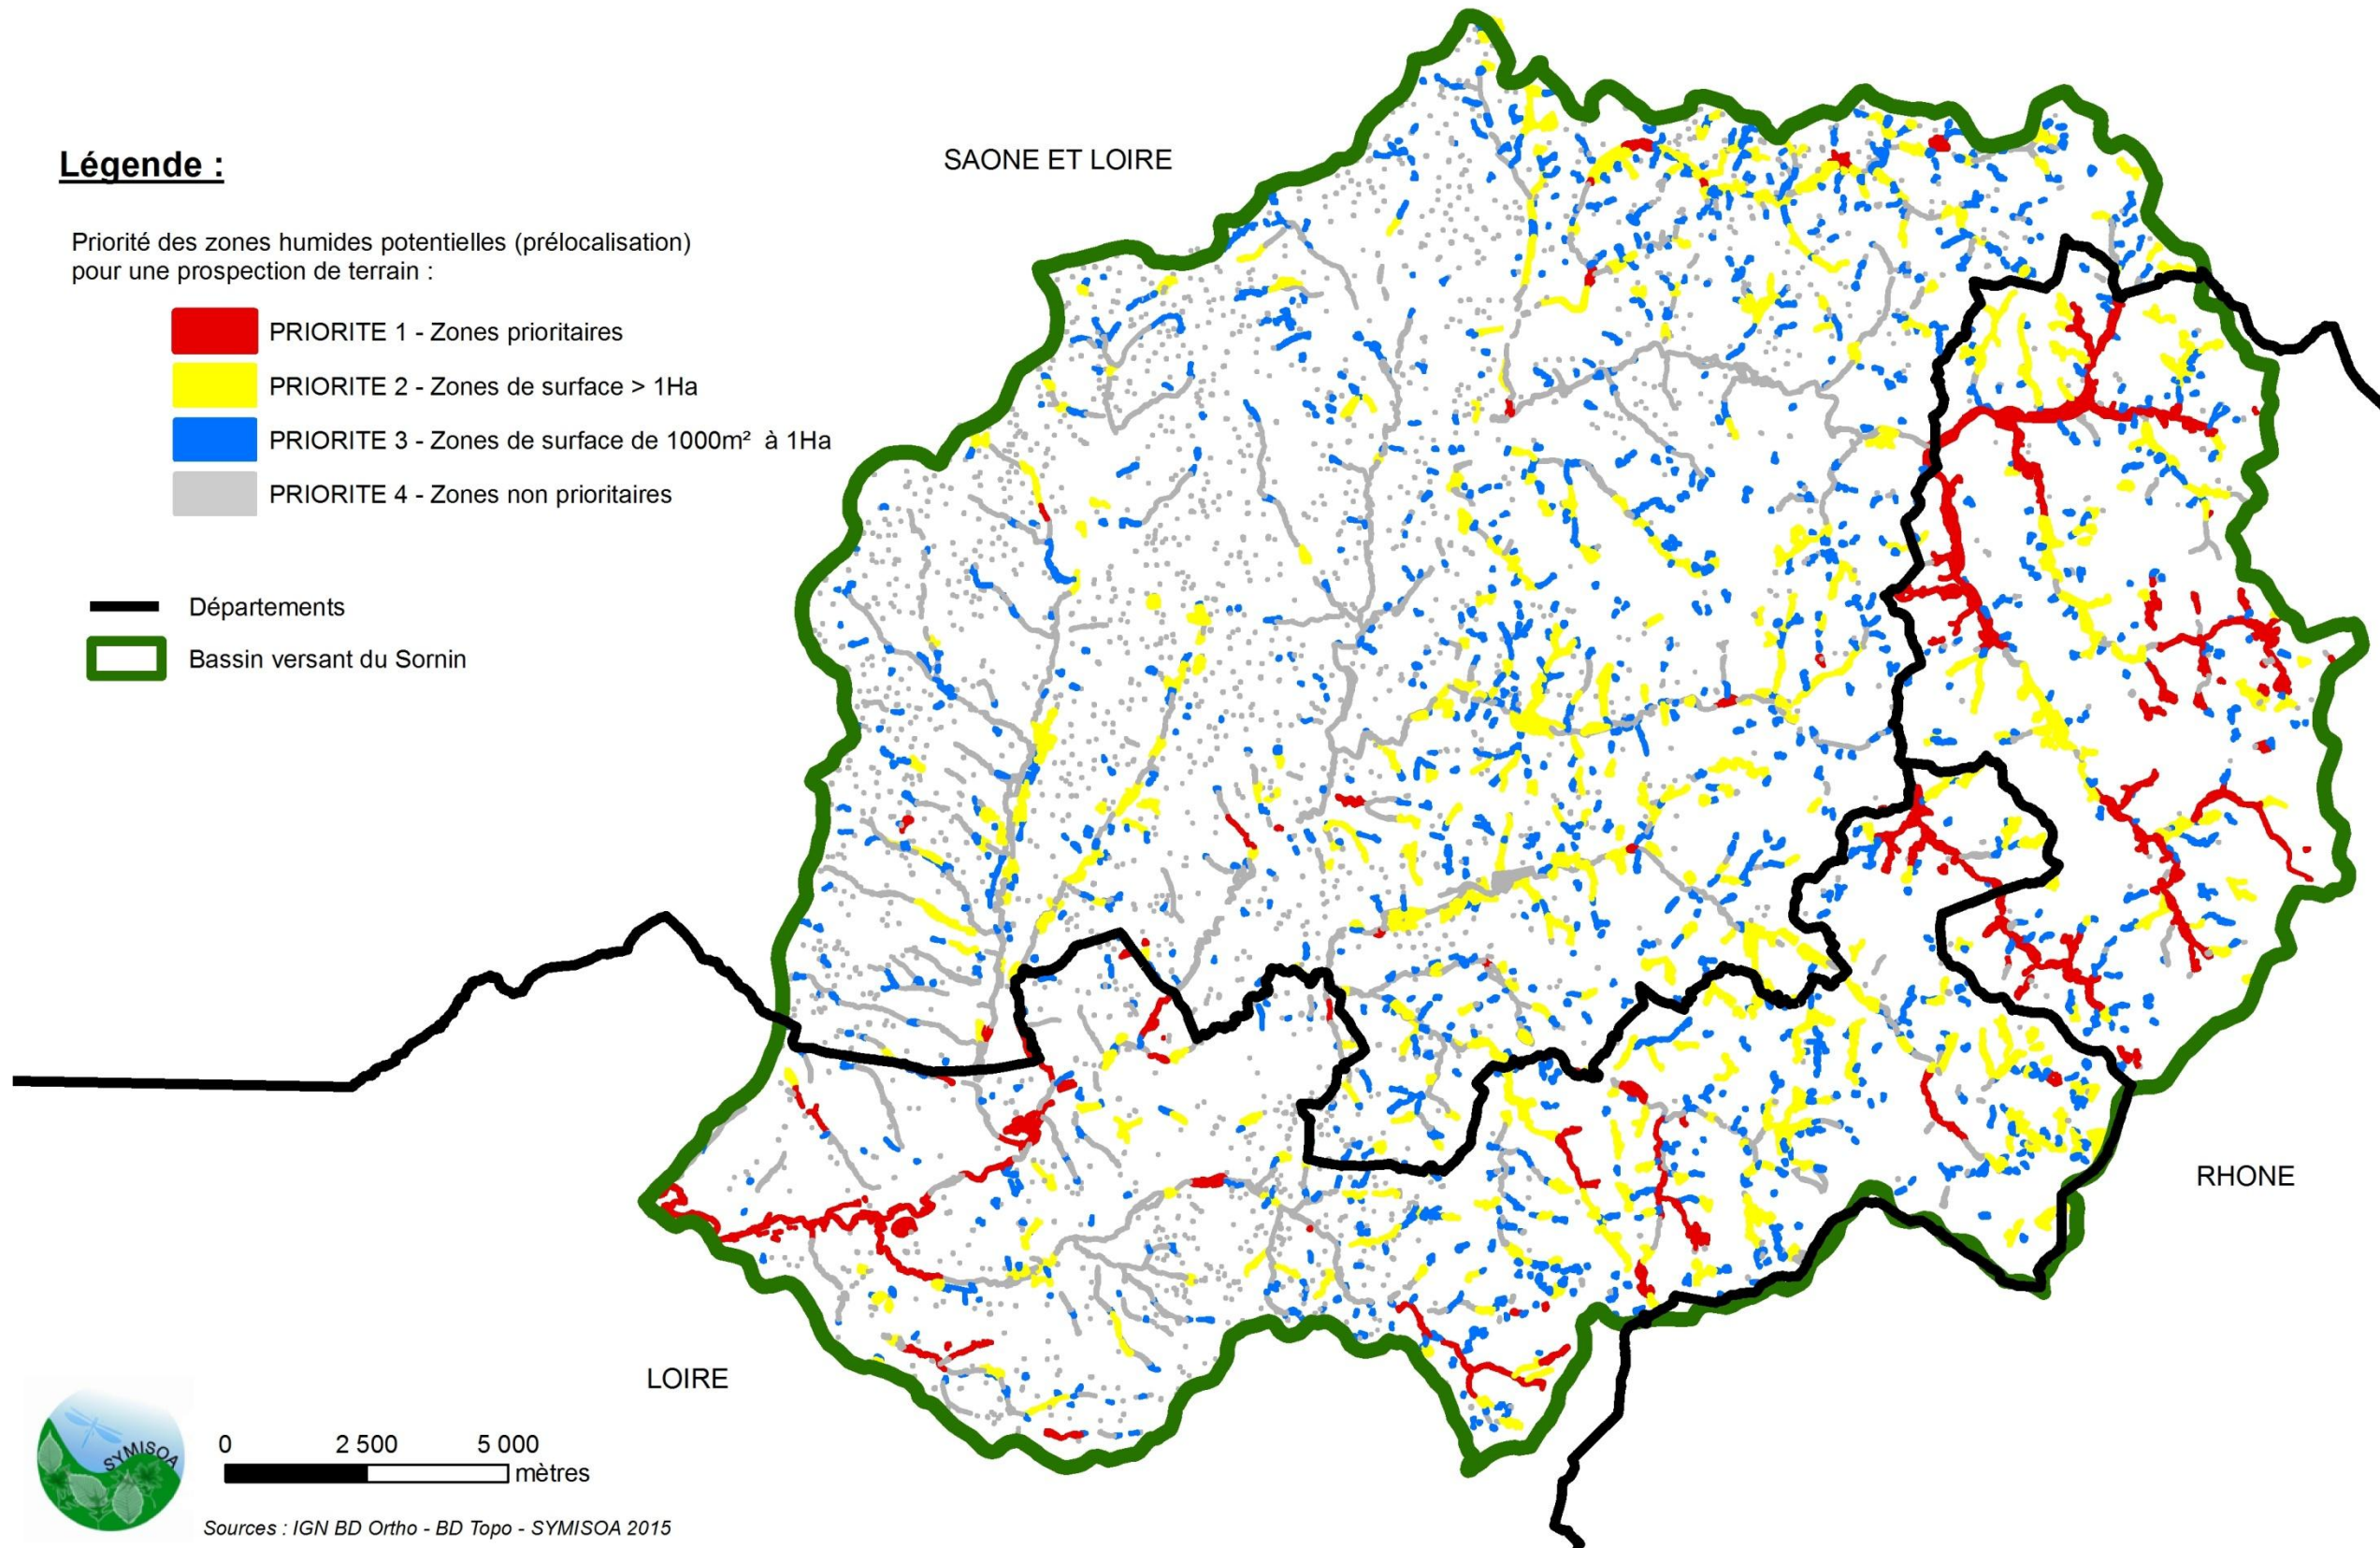 SAONE ET LOIRE
Légende :
Priorité des zones humides potentielles (prélocalisation)
pour une prospection de terrain :
PRIORITE 1 - Zones prioritaires
PRIORITE 2 - Zones de surface > 1Ha
PRIORITE 3 - Zones de surface de 1000m² à 1Ha
PRIORITE 4 - Zones non prioritaires
Départements
Bassin versant du Sornin
RHONE
LOIRE
SYMISOA
0 2 500 5 000
mètres
Sources : IGN BD Ortho - BD Topo - SYMISOA 2015